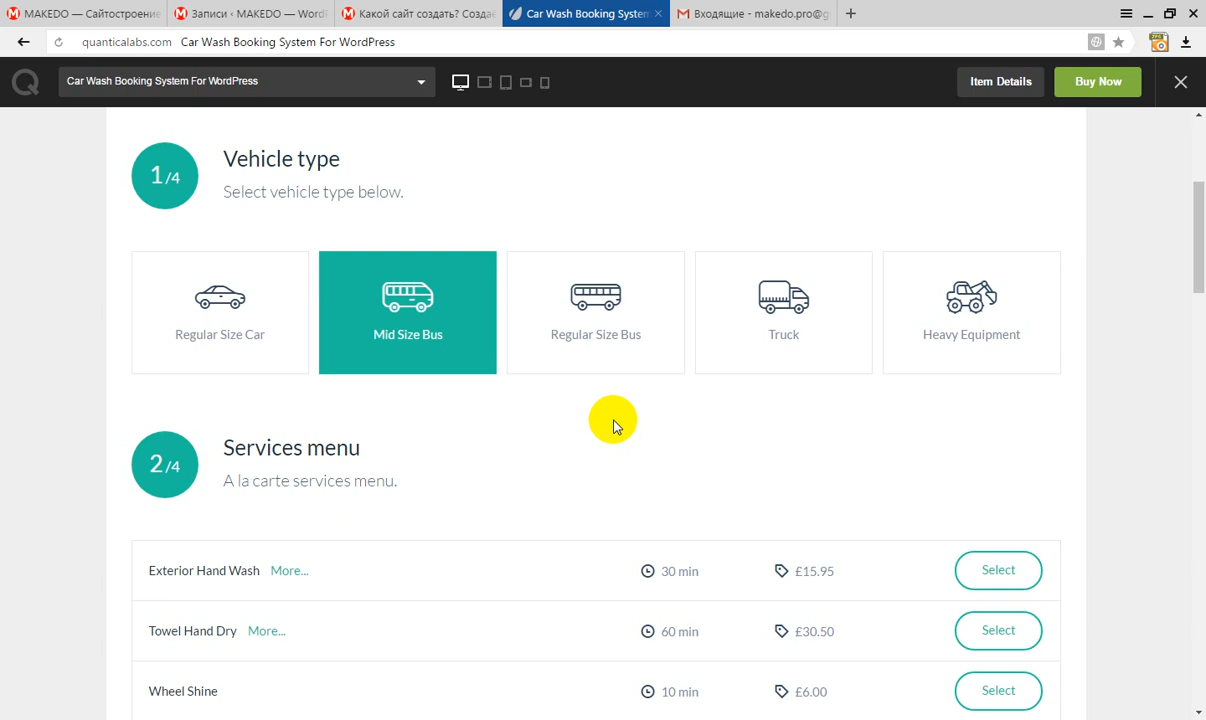 MAKEDO — Сайтостроение
Записи ‹ MAKEDO — Word
Какой сайт создать? Созда
Car Wash Booking System
Входящие - makedo.pro@g
quanticalabs.com Car Wash Booking System For WordPress
Car Wash Booking System For WordPress
Item Details
Buy Now
1/4
Vehicle type
Select vehicle type below.
Regular Size Car
Mid Size Bus
Regular Size Bus
Truck
Heavy Equipment
2/4
Services menu
A la carte services menu.
Exterior Hand Wash More... 30 min £15.95 Select
Towel Hand Dry More... 60 min £30.50 Select
Wheel Shine 10 min £6.00 Select